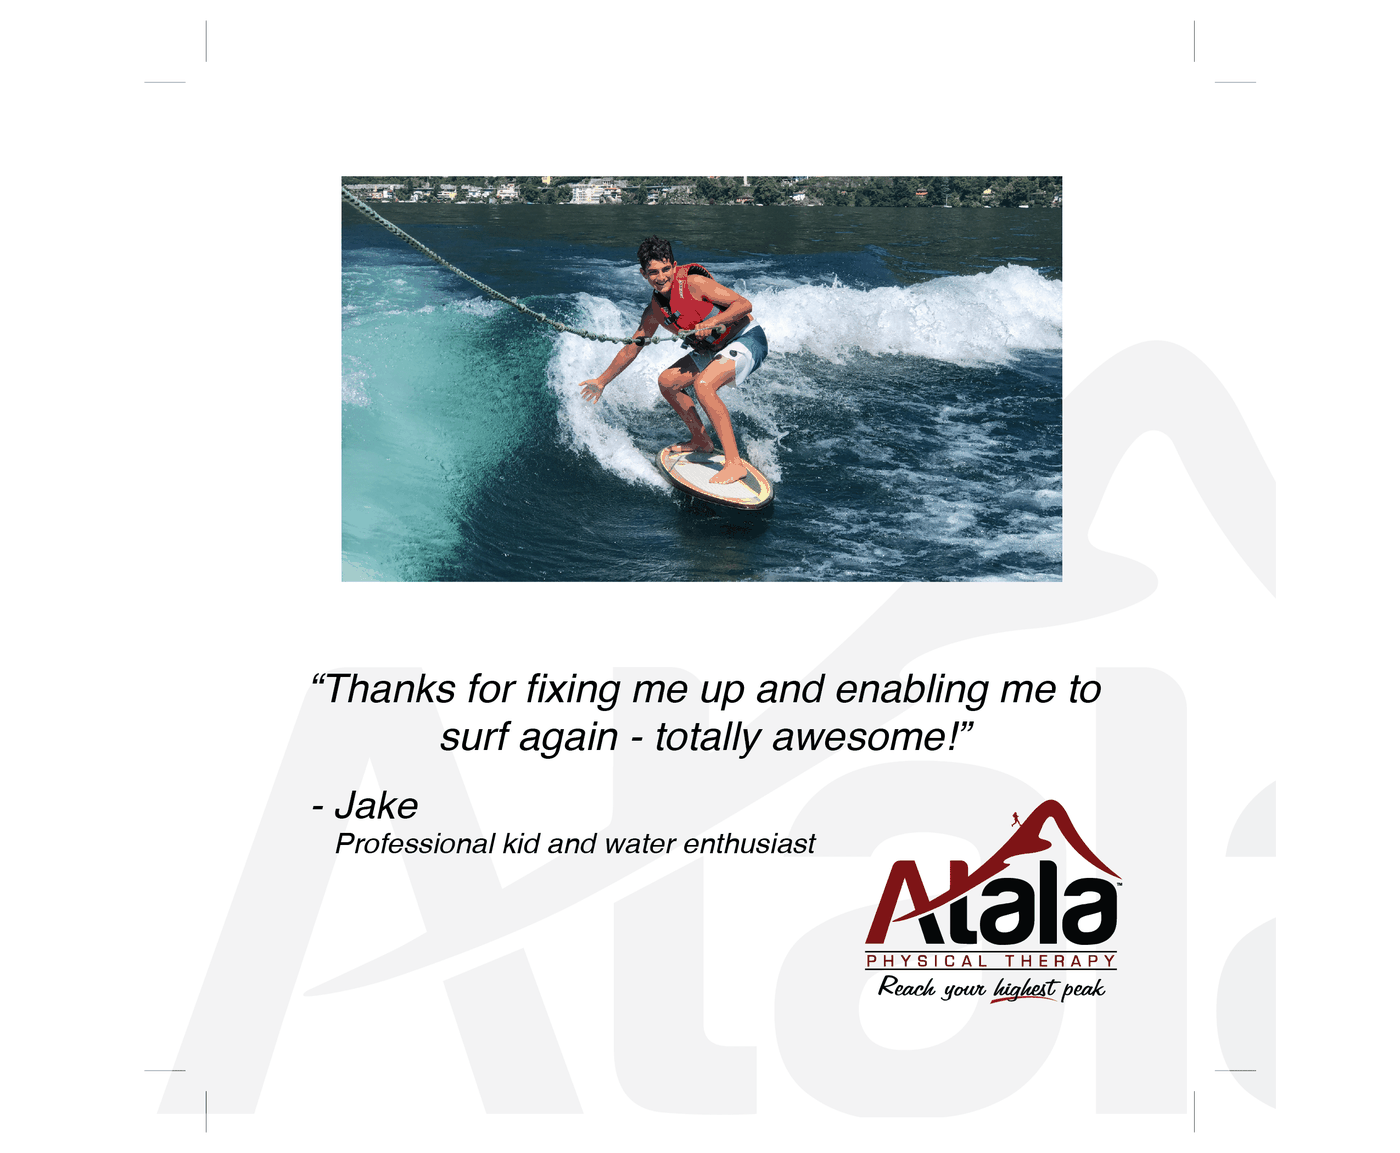 “Thanks for fixing me up and enabling me to
surf again - totally awesome!”
- Jake
Professional kid and water enthusiast
Atala™
PHYSICAL THERAPY
Reach your highest peak
Atala